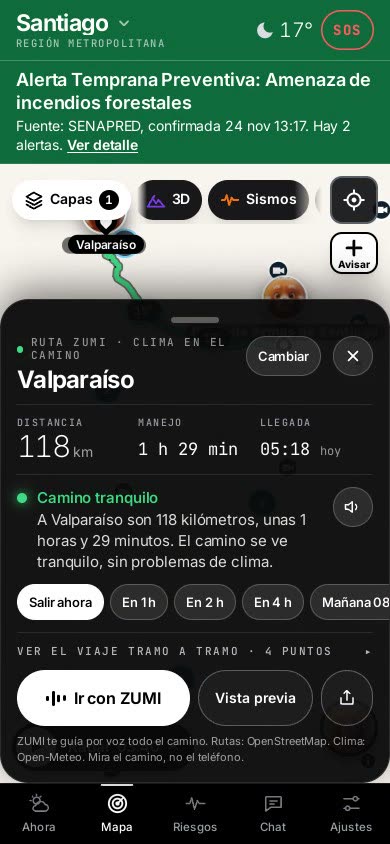 Santiago
17°
SOS
REGIÓN METROPOLITANA
Alerta Temprana Preventiva: Amenaza de
incendios forestales
Fuente: SENAPRED, confirmada 24 nov 13:17. Hay 2
alertas. Ver detalle
Capas 1
3D
Sismos
Valparaíso
Avisar
RUTA ZUMI · CLIMA EN EL
CAMINO
Cambiar
Valparaíso
DISTANCIA
MANEJO
LLEGADA
118 km
1 h 29 min
05:18 hoy
Camino tranquilo
A Valparaíso son 118 kilómetros, unas 1
horas y 29 minutos. El camino se ve
tranquilo, sin problemas de clima.
Salir ahora
En 1 h
En 2 h
En 4 h
Mañana 08
VER EL VIAJE TRAMO A TRAMO · 4 PUNTOS
Ir con ZUMI
Vista previa
ZUMI te guía por voz todo el camino. Rutas: OpenStreetMap. Clima:
Open-Meteo. Mira el camino, no el teléfono.
Ahora
Mapa
Riesgos
Chat
Ajustes